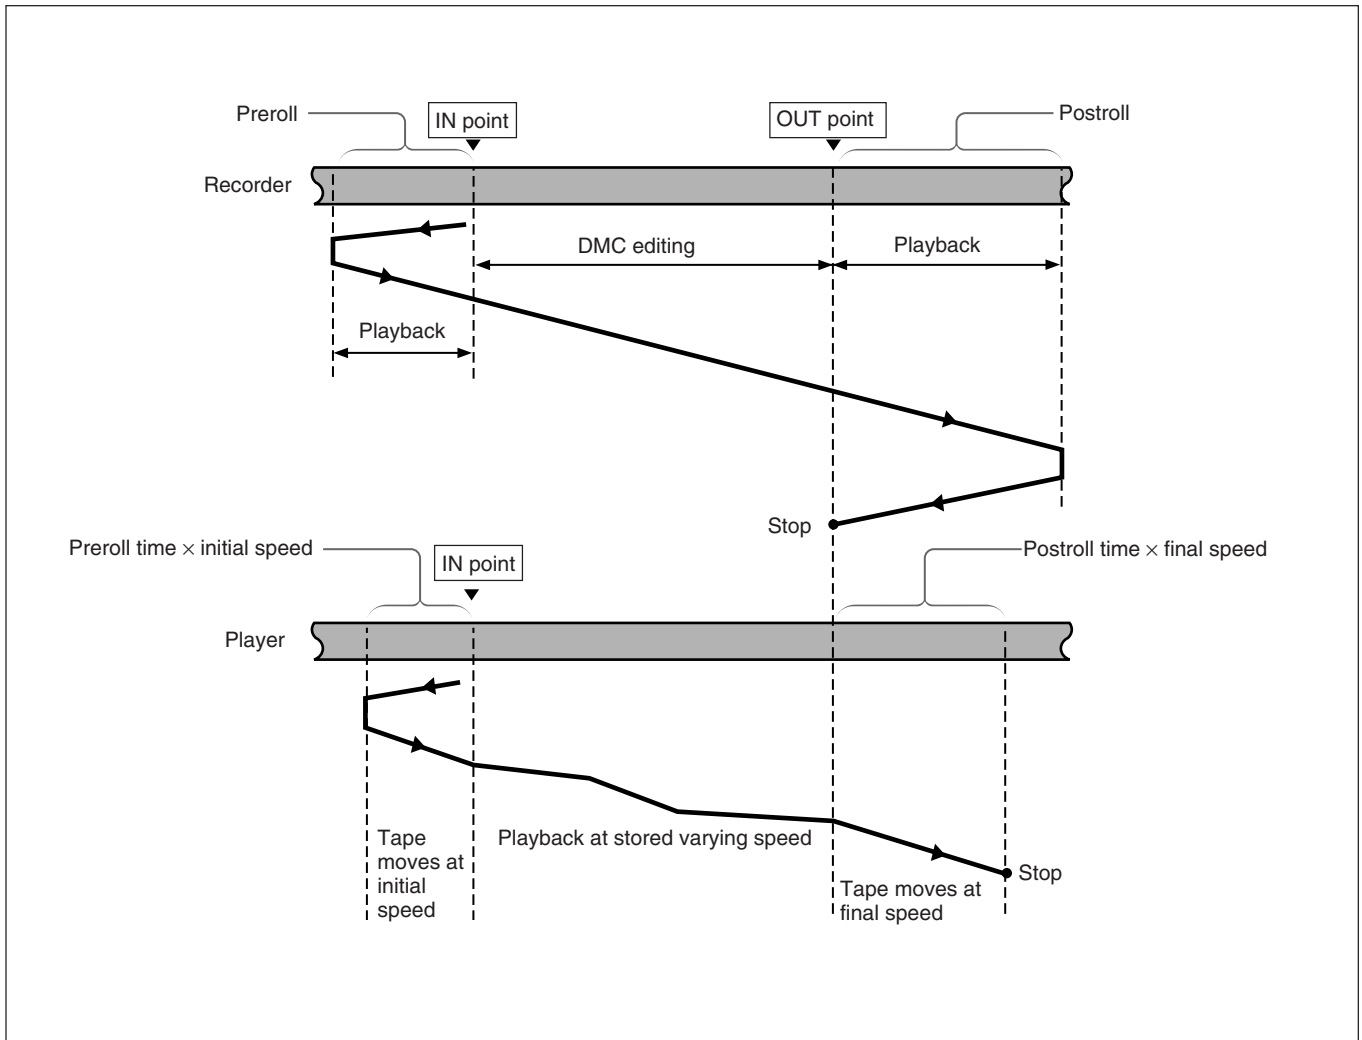 Preroll
IN point
OUT point
Postroll
Recorder
DMC editing
Playback
Playback
Stop
Preroll time × initial speed
IN point
Postroll time × final speed
Player
Tape
moves at
initial
speed
Playback at stored varying speed
Stop
Tape moves at
final speed